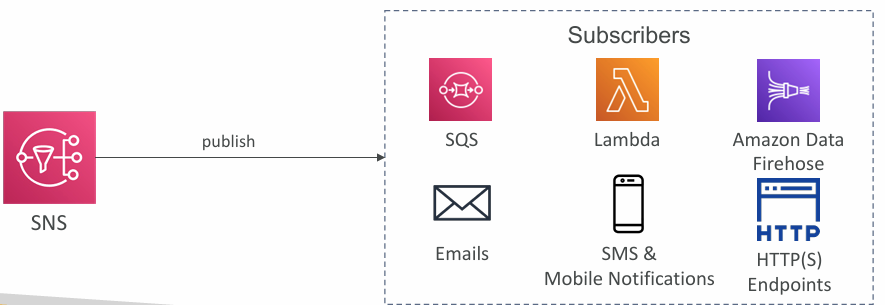 Subscribers
publish
SNS
SQS
Lambda
Amazon Data
Firehose
Emails
SMS &
Mobile Notifications
HTTP
HTTP(S)
Endpoints